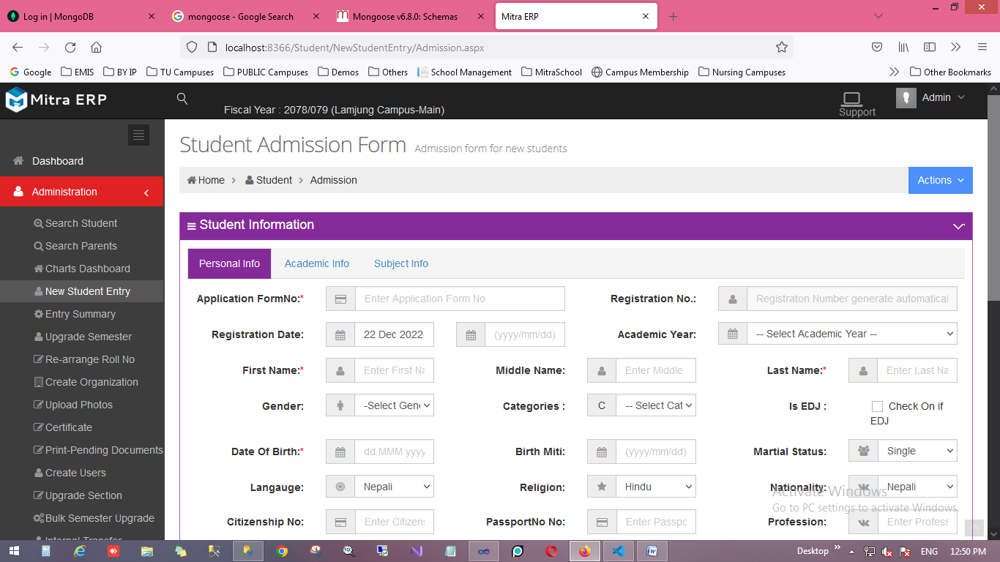 Log in | MongoDB
mongoose - Google Search
Mongoose v6.8.0: Schemas
Mitra ERP
localhost:8366/Student/NewStudentEntry/Admission.aspx
Google EMIS BY IP TU Campuses PUBLIC Campuses Demos Others School Management MitraSchool Campus Membership Nursing Campuses Other Bookmarks
Mitra ERP
Fiscal Year : 2078/079 (Lamjung Campus-Main)
Support
Admin
Dashboard
Administration
Search Student
Search Parents
Charts Dashboard
New Student Entry
Entry Summary
Upgrade Semester
Re-arrange Roll No
Create Organization
Upload Photos
Certificate
Print-Pending Documents
Create Users
Upgrade Section
Bulk Semester Upgrade
Internal Transfer
Student Admission Form Admission form for new students
Home > Student > Admission
Actions
Student Information
Personal Info Academic Info Subject Info
Application FormNo:* Enter Application Form No Registration No.: Registraton Number generate automatical
Registration Date: 22 Dec 2022 (yyyy/mm/dd) Academic Year: -- Select Academic Year --
First Name:* Enter First Na Middle Name: Enter Middle Last Name:* Enter Last Na
Gender: -Select Gen Categories : C -- Select Cat Is EDJ : Check On if
EDJ
Date Of Birth:* dd MMM yyyy Birth Miti: (yyyy/mm/dd) Martial Status: Single
Langauge: Nepali Religion: Hindu Nationality: Nepali
Activate Windows
Go to PC settings to activate Windows.
Citizenship No: Enter Citizen: PassportNo No: Enter Passpo Profession: Enter Profess
Desktop ENG 12:50 PM